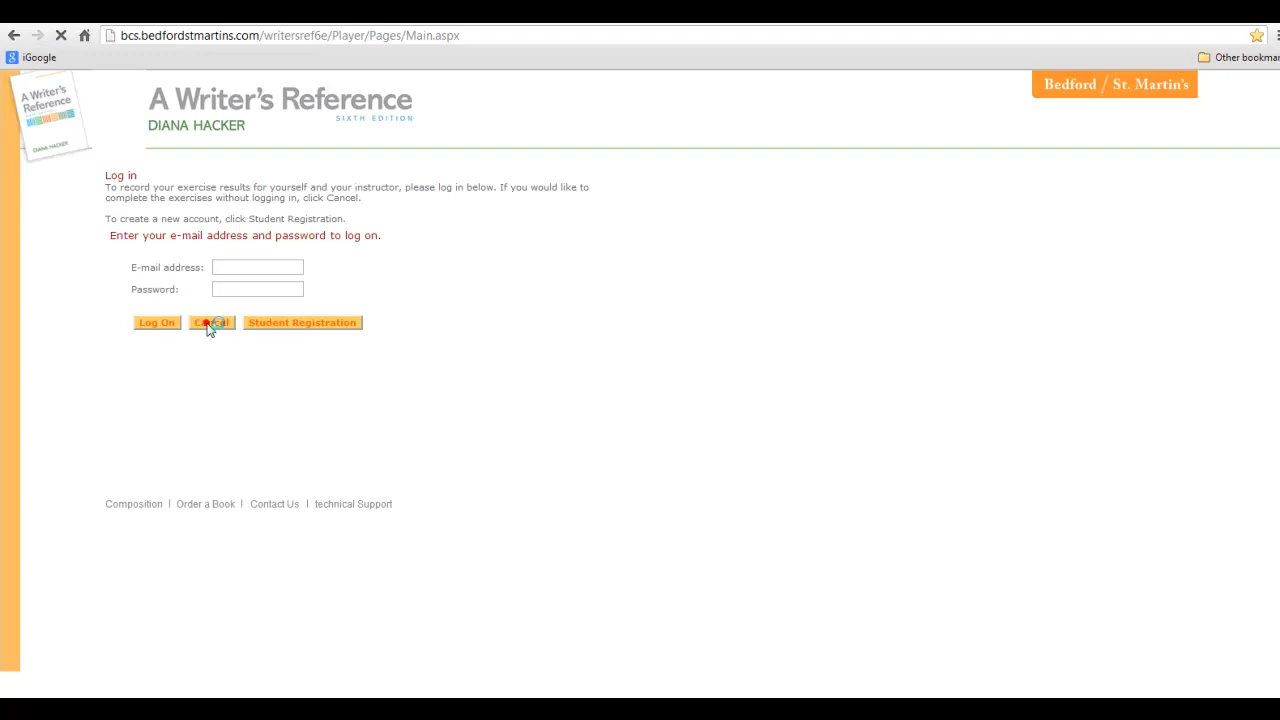 bcs.bedfordstmartins.com/writersref6e/Player/Pages/Main.aspx
iGoogle
Other bookmar
A Writer's Reference
DIANA HACKER
A Writer's Reference
SIXTH EDITION
DIANA HACKER
Bedford / St. Martin's
Log in
To record your exercise results for yourself and your instructor, please log in below. If you would like to
complete the exercises without logging in, click Cancel.
To create a new account, click Student Registration.
Enter your e-mail address and password to log on.
E-mail address:
Password:
Log On Cancel Student Registration
Composition | Order a Book | Contact Us | technical Support